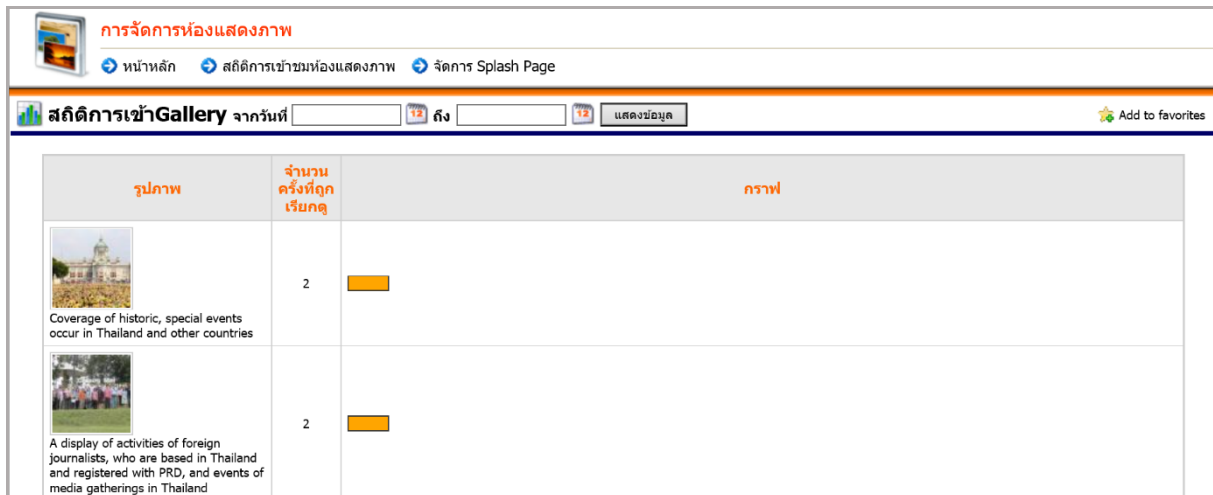 การจัดการห้องแสดงภาพ
หน้าหลัก สถิติการเข้าชมห้องแสดงภาพ จัดการ Splash Page
สถิติการเข้าGallery จากวันที่ 12 ถึง 12 แสดงข้อมูล Add to favorites
รูปภาพ
จำนวน
ครั้งที่ถูก
เรียกดู
กราฟ
Coverage of historic, special events
occur in Thailand and other countries
2
A display of activities of foreign
journalists, who are based in Thailand
and registered with PRD, and events of
media gatherings in Thailand
2